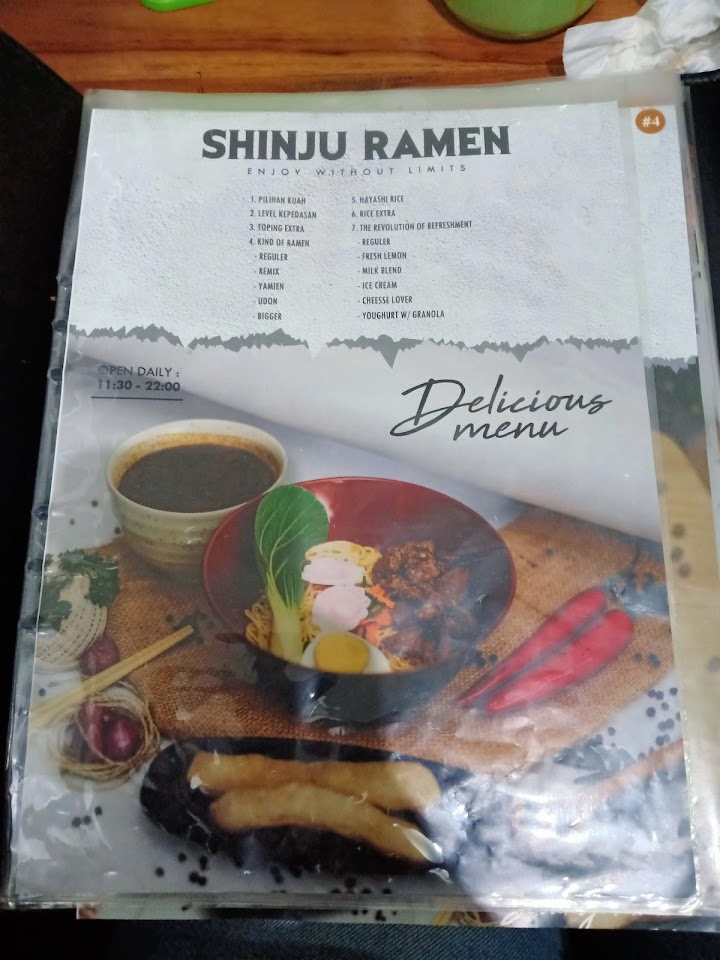 #4
SHINJU RAMEN
ENJOY WITHOUT LIMITS
1. PILIHAN KUAH
2. LEVEL KEPEDASAN
3. TOPING EXTRA
4. KIND OF RAMEN
- REGULER
- REMIX
- YAMIEN
- UDON
- BIGGER
5. HAYASHI RICE
6. RICE EXTRA
7. THE REVOLUTION OF REFRESHMENT
- REGULER
- FRESH LEMON
- MILK BLEND
- ICE CREAM
- CHEESSE LOVER
- YOUGHURT W/ GRANOLA
OPEN DAILY :
11:30 - 22:00
Delicious
menu